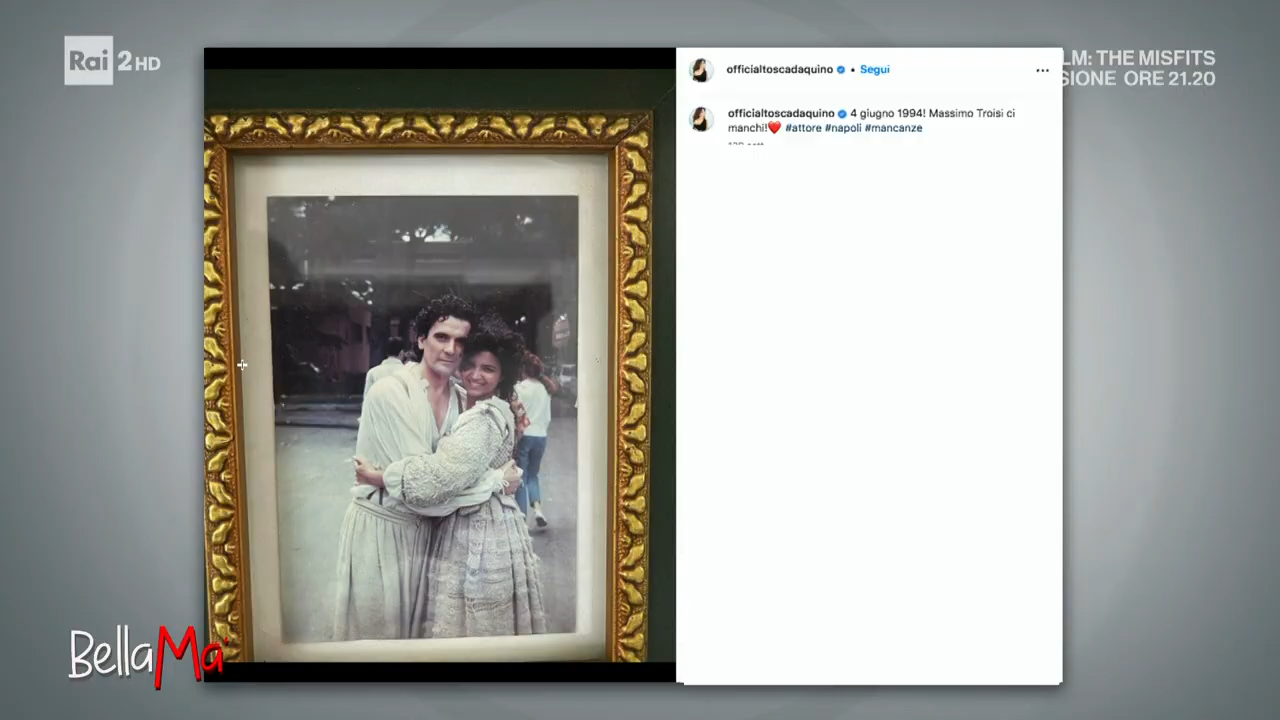 Rai 2HD
LM: THE MISFITS
SIONE ORE 21.20
officialtoscadaquino • Segui
officialtoscadaquino 4 giugno 1994! Massimo Troisi ci
manchi!❤️ #attore #napoli #mancanze
BellaMa'